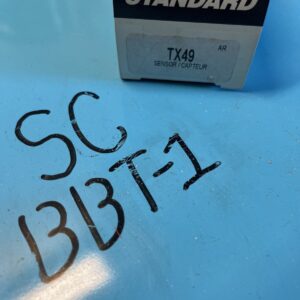 STANDARD
AR
TX49
SENSOR / CAPTEUR
SC
BBT-1